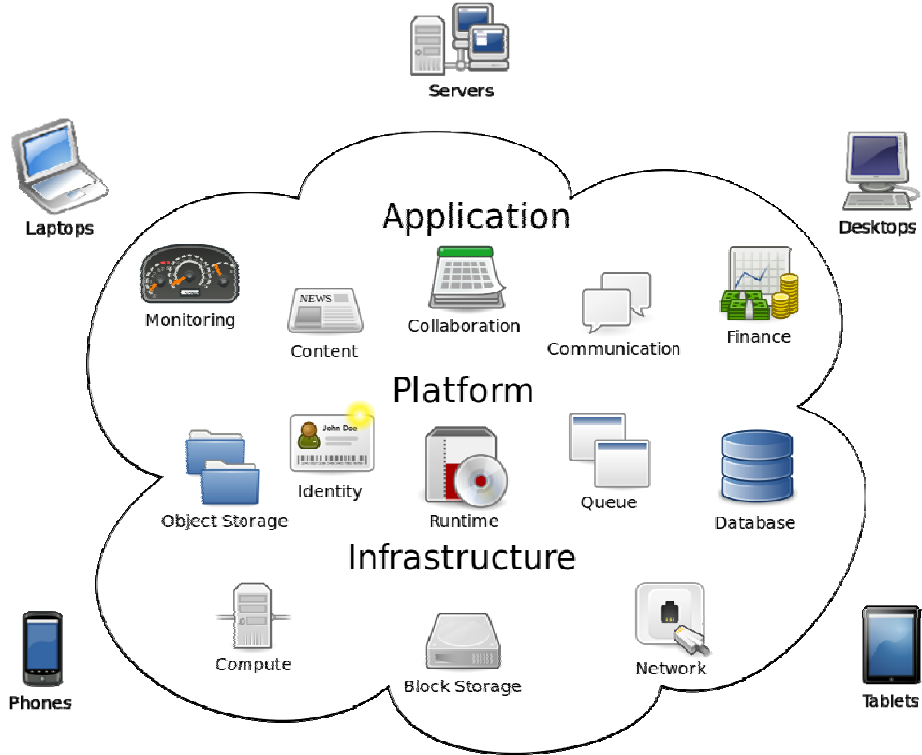 Servers
Laptops
Desktops
Application
Monitoring
NEWS
Content
Collaboration
Communication
Finance
Platform
John Doe
Object Storage
Identity
Runtime
Queue
Database
Infrastructure
Compute
Block Storage
Network
Phones
Tablets